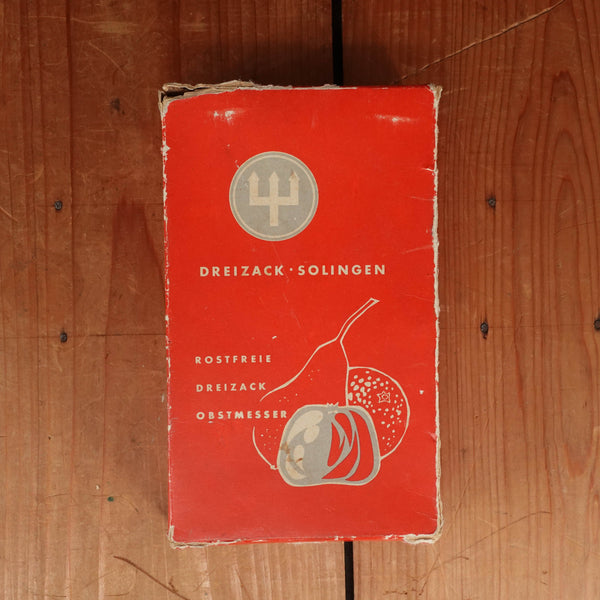 DREIZACK · SOLINGEN
ROSTFREIE
DREIZACK
OBSTMESSER